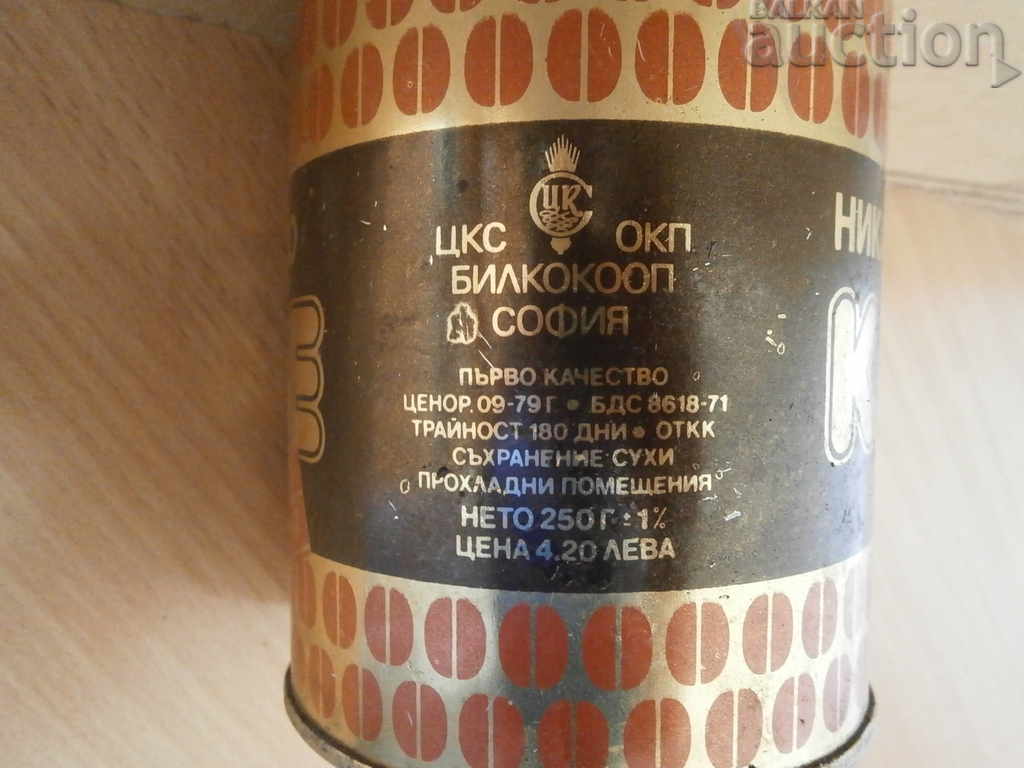 BALKAN
auction
ЦК
ЦКС ОКП
БИЛКОКООП
СОФИЯ
ПЪРВО КАЧЕСТВО
ЦЕНОР. 09-79 Г. • БДС 8618-71
ТРАЙНОСТ 180 ДНИ • ОТКК
СЪХРАНЕНИЕ СУХИ
ПРОХЛАДНИ ПОМЕЩЕНИЯ
НЕТО 250 Г ± 1%
ЦЕНА 4.20 ЛЕВА